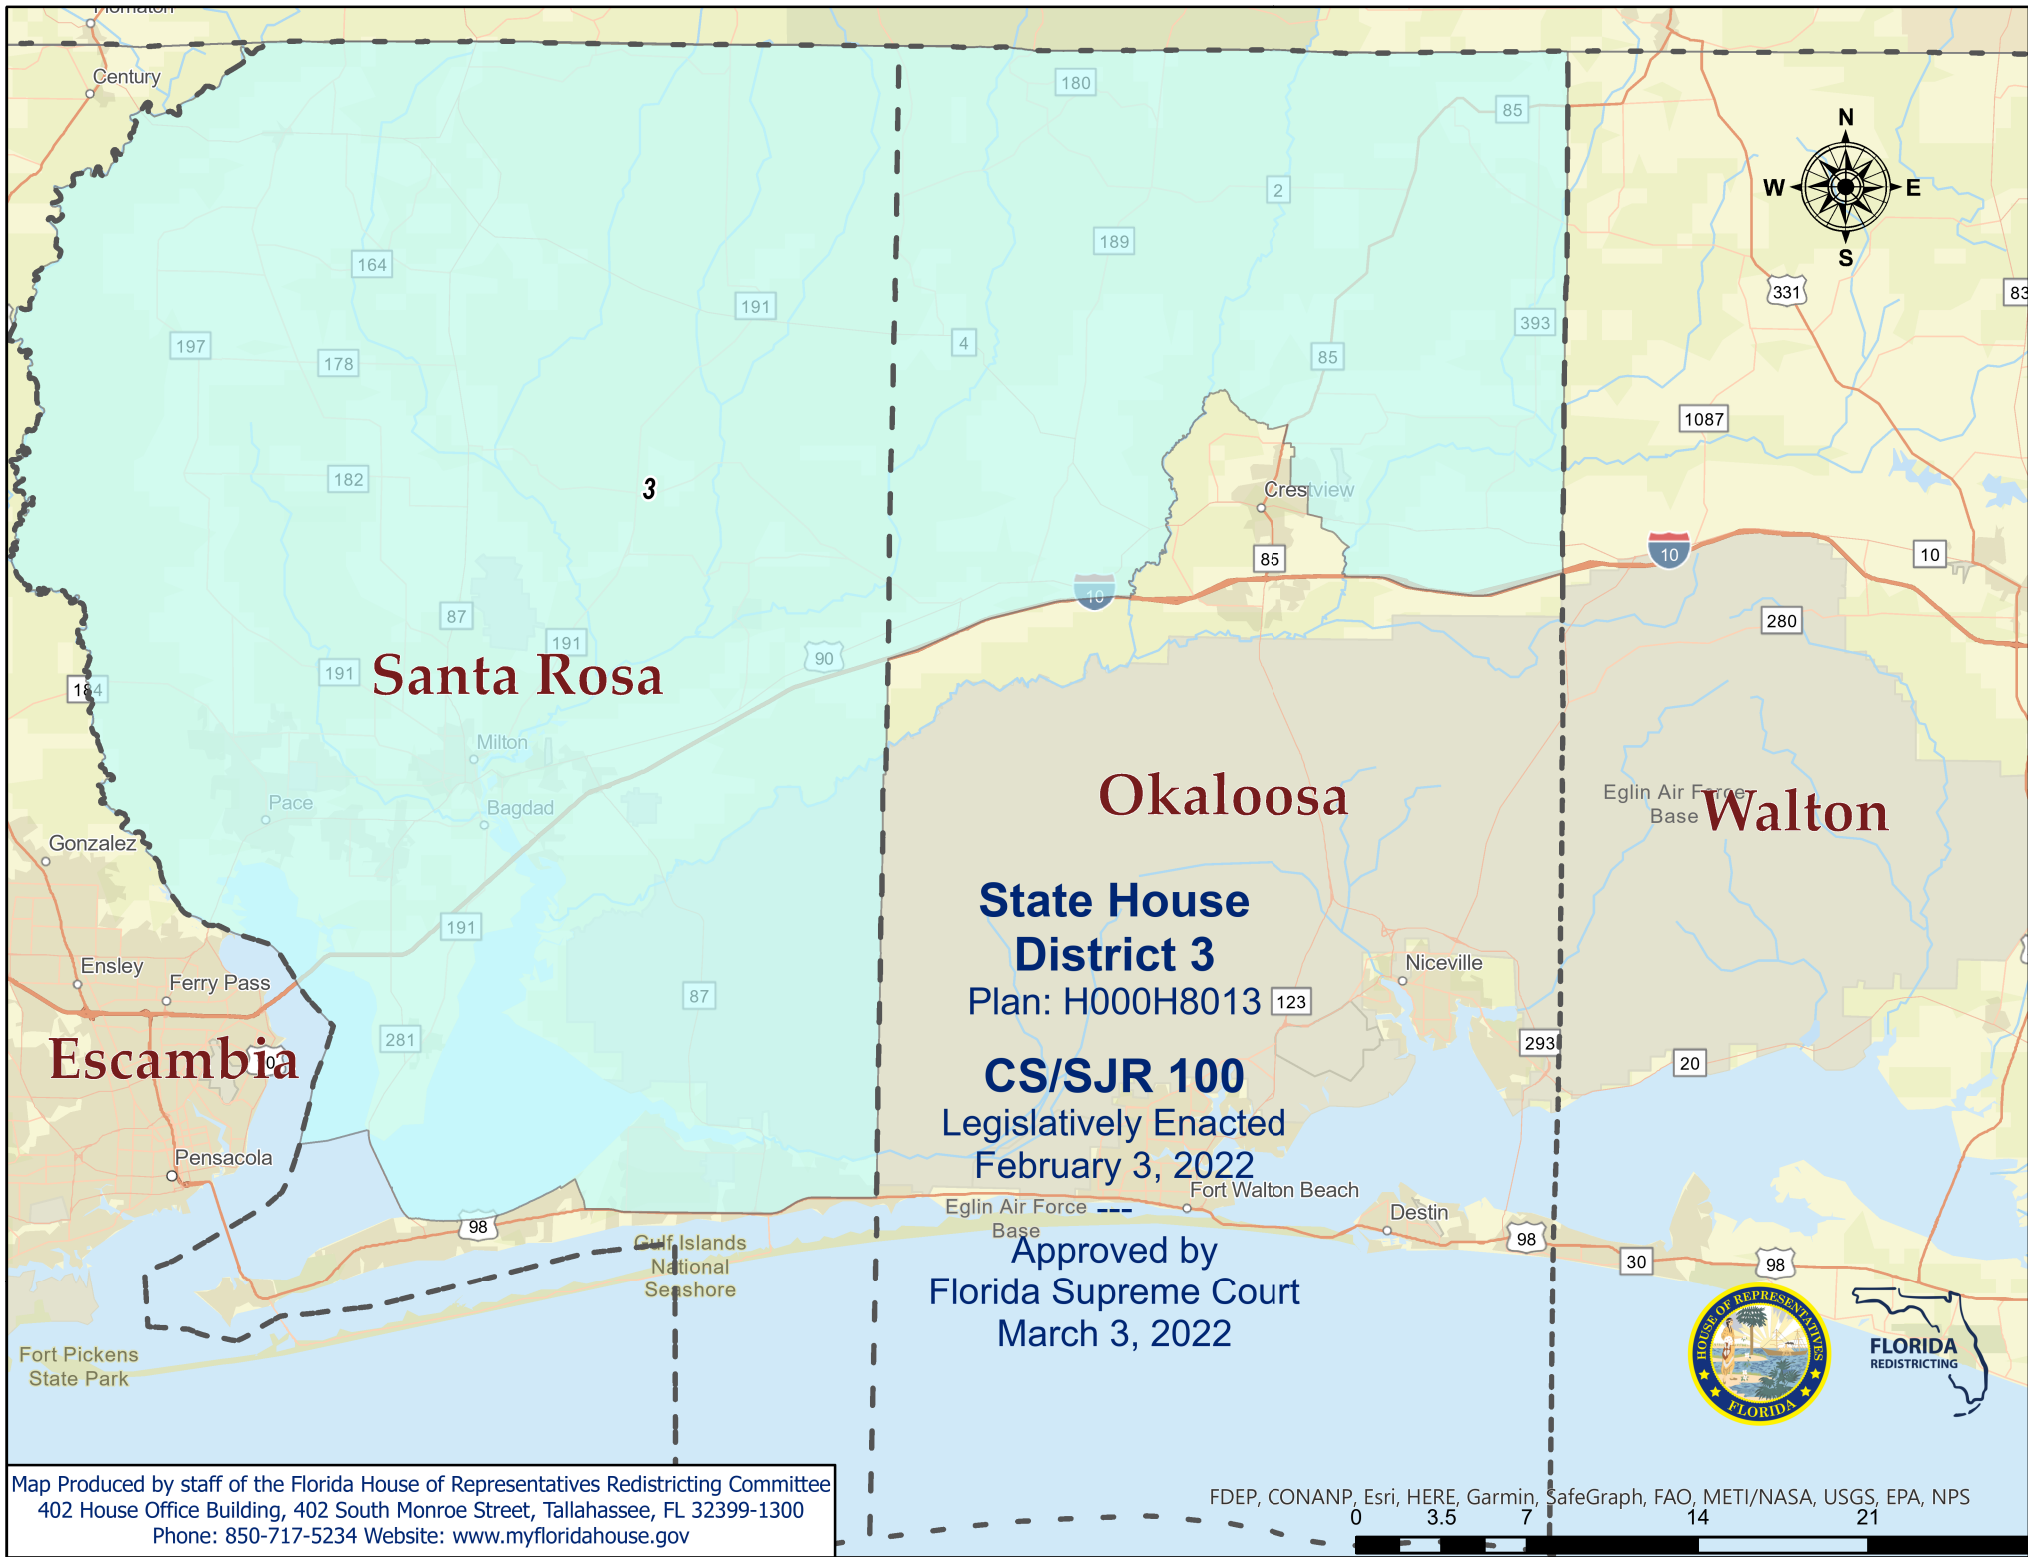 Century
180
85
N
W
E
S
2
189
164
191
331
83
393
197
178
4
85
1087
182
3
Crestview
85
10
10
10
87
191
280
90
191
Santa Rosa
184
Milton
Okaloosa
Eglin Air Force
Base
Walton
Pace
Bagdad
Gonzalez
State House
District 3
Plan: H000H8013
191
Ensley
Ferry Pass
Niceville
87
123
281
293
Escambia
20
CS/SJR 100
Legislatively Enacted
February 3, 2022
Pensacola
Fort Walton Beach
Eglin Air Force
Base
---
Destin
98
98
30
98
Gulf Islands
National
Seashore
Approved by
Florida Supreme Court
March 3, 2022
HOUSE OF REPRESENTATIVES
FLORIDA
FLORIDA
REDISTRICTING
Fort Pickens
State Park
Map Produced by staff of the Florida House of Representatives Redistricting Committee
402 House Office Building, 402 South Monroe Street, Tallahassee, FL 32399-1300
Phone: 850-717-5234 Website: www.myfloridahouse.gov
FDEP, CONANP, Esri, HERE, Garmin, SafeGraph, FAO, METI/NASA, USGS, EPA, NPS
0 3.5 7 14 21